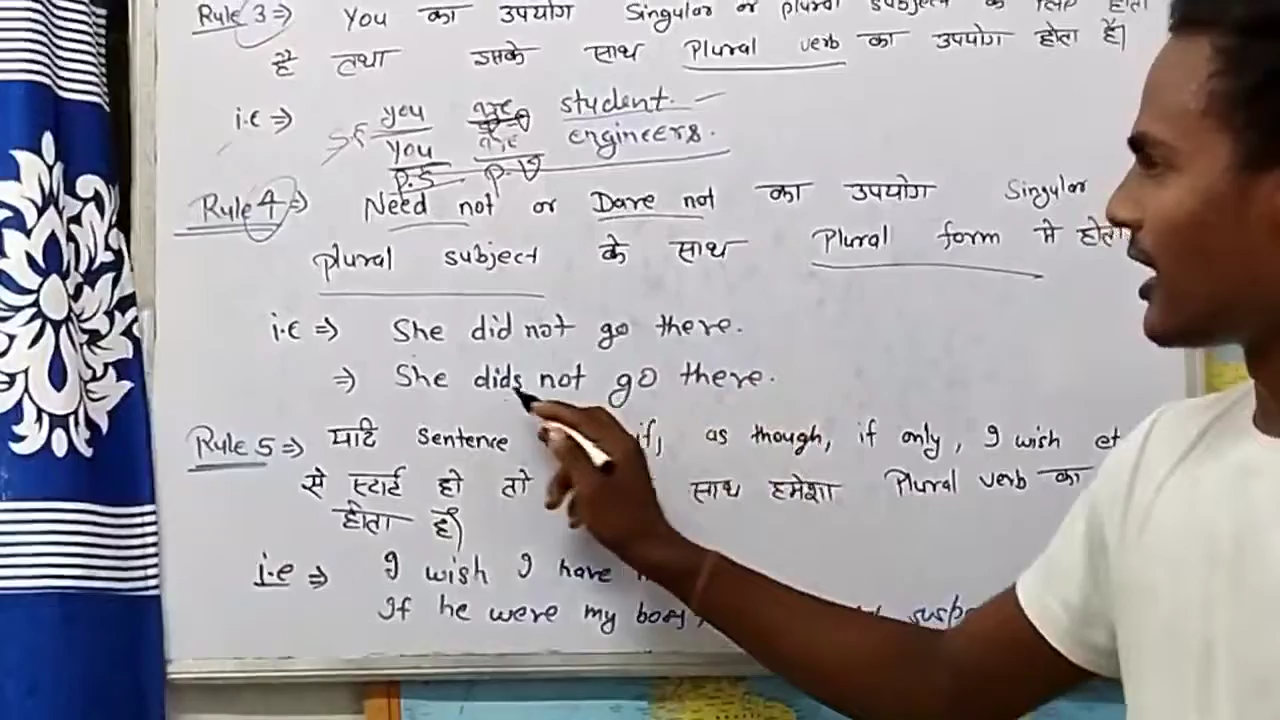 Rule 3 ⇒ You का उपयोग Singular or plural subject के लिए होता
है तथा इसके साथ Plural verb का उपयोग होता है।
i.e ⇒ you are student.
You are engineers.
P.S P.V
Rule 4 ⇒ Need not or Dare not का उपयोग Singular
plural subject के साथ Plural form मे होता
i.e ⇒ She did not go there.
⇒ She dids not go there.
Rule 5 ⇒ यदि Sentence if, as though, if only, I wish et
से स्टार्ट हो तो साथ हमेशा Plural verb का
होता है।
i.e ⇒ I wish I have
If he were my boss,